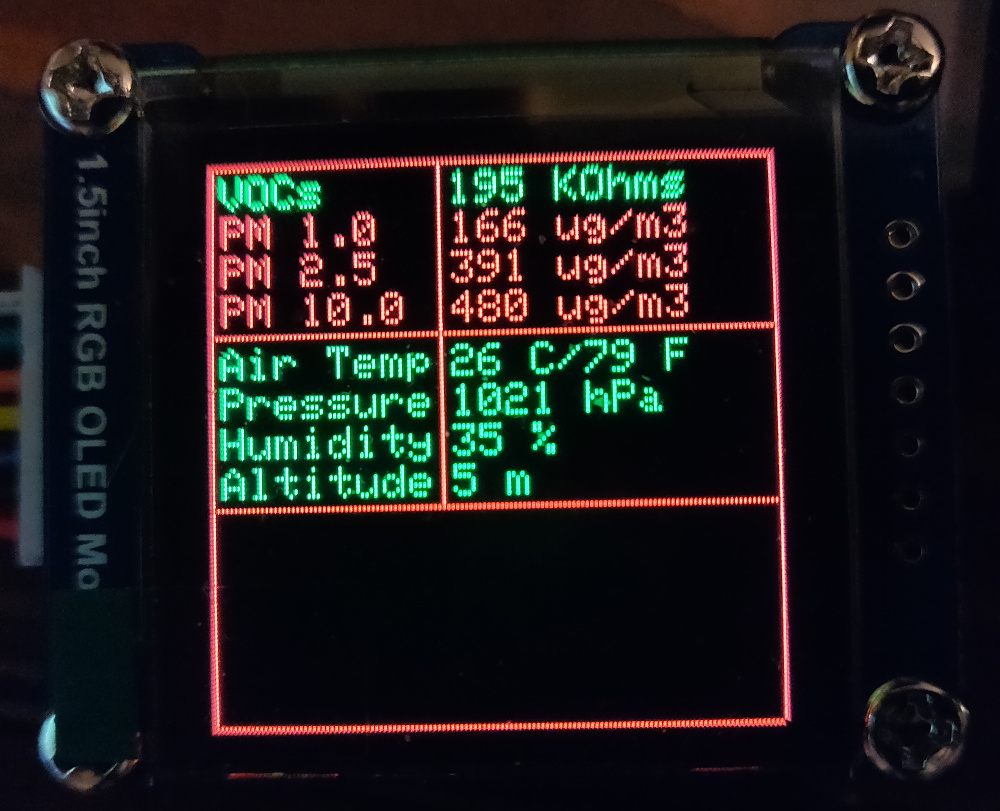 1.5inch RGB OLED Mo
VOCs 195 KOhms
PM 1.0 166 ug/m3
PM 2.5 391 ug/m3
PM 10.0 480 ug/m3
Air Temp 26 C/79 F
Pressure 1021 hPa
Humidity 35 %
Altitude 5 m